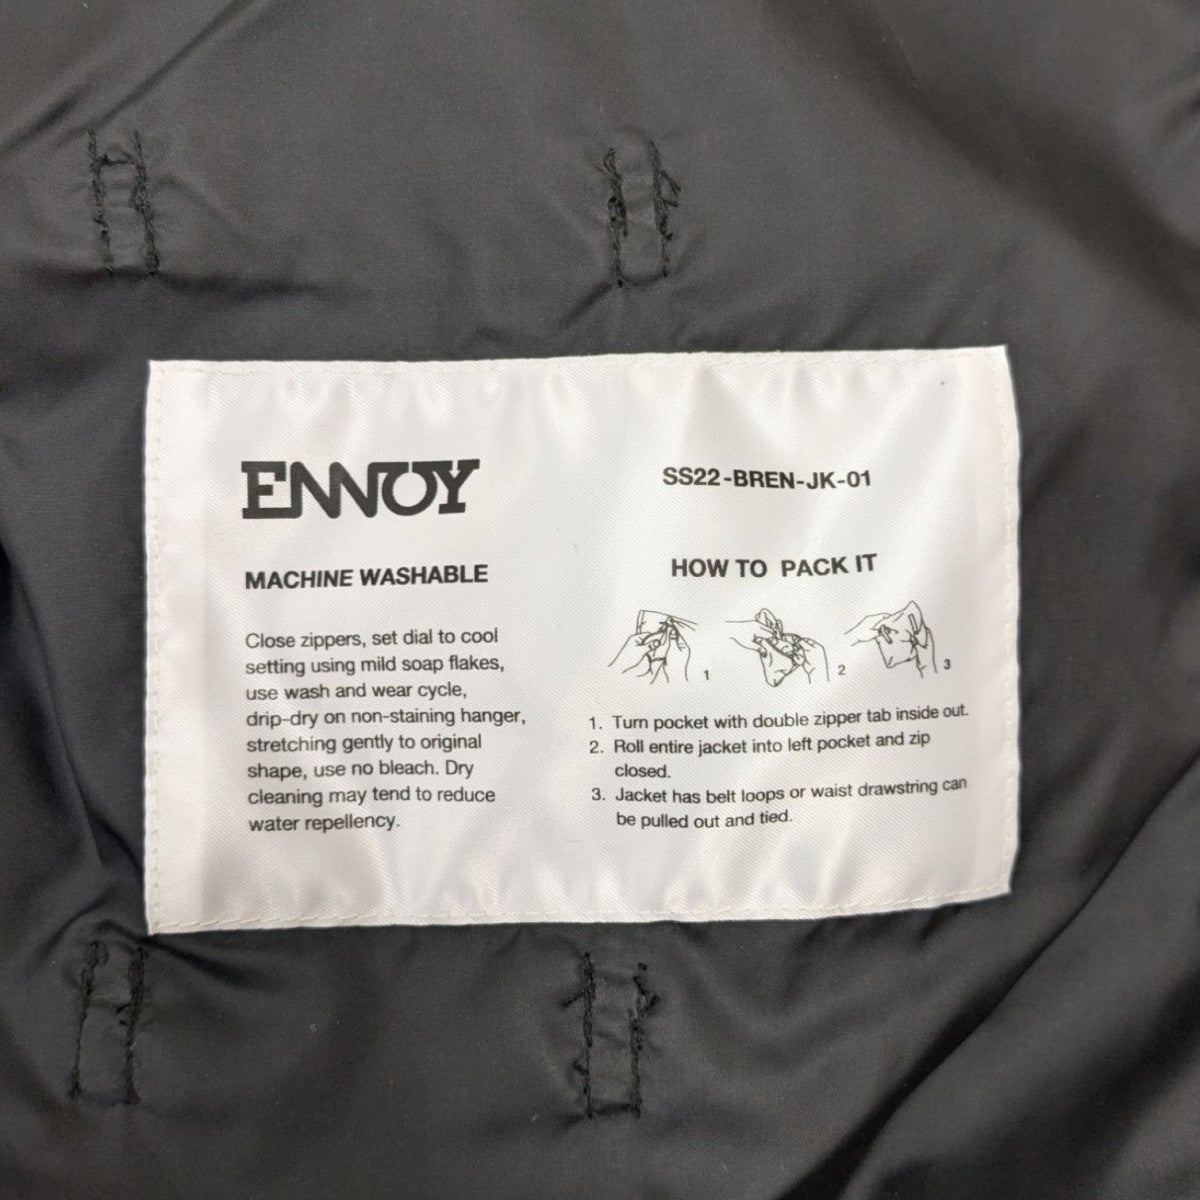 ENNOY
MACHINE WASHABLE
Close zippers, set dial to cool
setting using mild soap flakes,
use wash and wear cycle,
drip-dry on non-staining hanger,
stretching gently to original
shape, use no bleach. Dry
cleaning may tend to reduce
water repellency.
SS22-BREN-JK-01
HOW TO PACK IT
1
2
3
1. Turn pocket with double zipper tab inside out.
2. Roll entire jacket into left pocket and zip
closed.
3. Jacket has belt loops or waist drawstring can
be pulled out and tied.